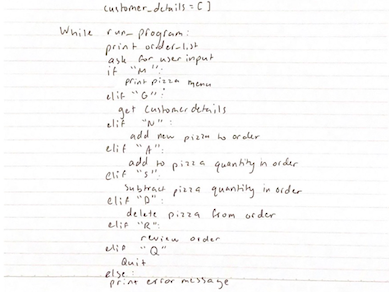 customer_details = [ ]
While run_program:
print order_list
ask for user input
if "M":
print pizza menu
elif "G":
get customer details
elif "N":
add new pizza to order
elif "A":
add to pizza quantity in order
elif "S":
Subtract pizza quantity in order
elif "D":
delete pizza from order
elif "R":
review order
elif "Q"
Quit
else:
print error message